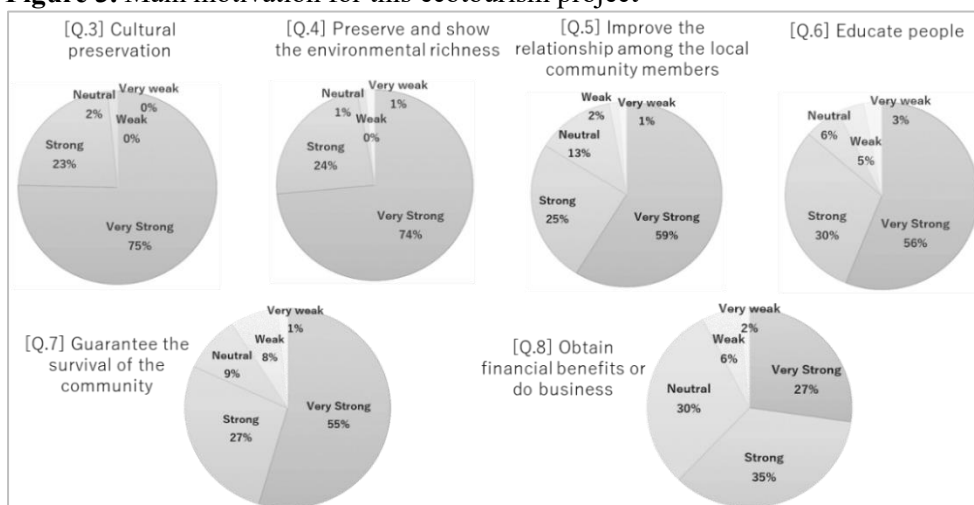 Figure 3. Main motivation for this ecotourism project
[Q.3] Cultural
preservation
Neutral
2%
Very weak
0%
Weak
0%
Strong
23%
Very Strong
75%
[Q.4] Preserve and show
the environmental richness
Neutral
1%
Very weak
1%
Weak
0%
Strong
24%
Very Strong
74%
[Q.5] Improve the
relationship among the local
community members
Weak
2%
Very weak
1%
Neutral
13%
Strong
25%
Very Strong
59%
[Q.6] Educate people
Very weak
3%
Neutral
6%
Weak
5%
Strong
30%
Very Strong
56%
[Q.7] Guarantee the
survival of the
community
Very weak
1%
Weak
8%
Neutral
9%
Strong
27%
Very Strong
55%
[Q.8] Obtain
financial benefits or
do business
Very weak
2%
Weak
6%
Very Strong
27%
Neutral
30%
Strong
35%